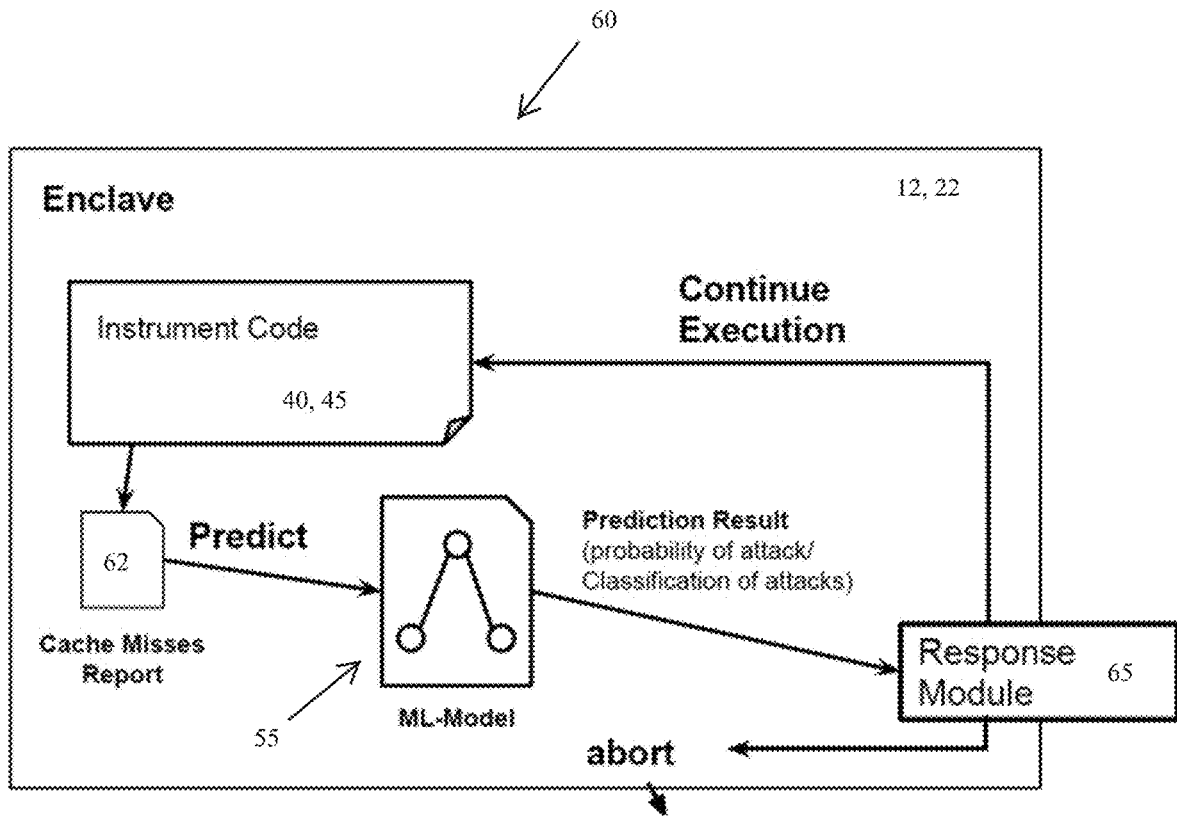 60
Enclave
12, 22
Continue
Execution
Instrument Code
40, 45
Predict
62
Prediction Result
(probability of attack/
Classification of attacks)
Cache Misses
Report
Response
Module
65
ML-Model
55
abort